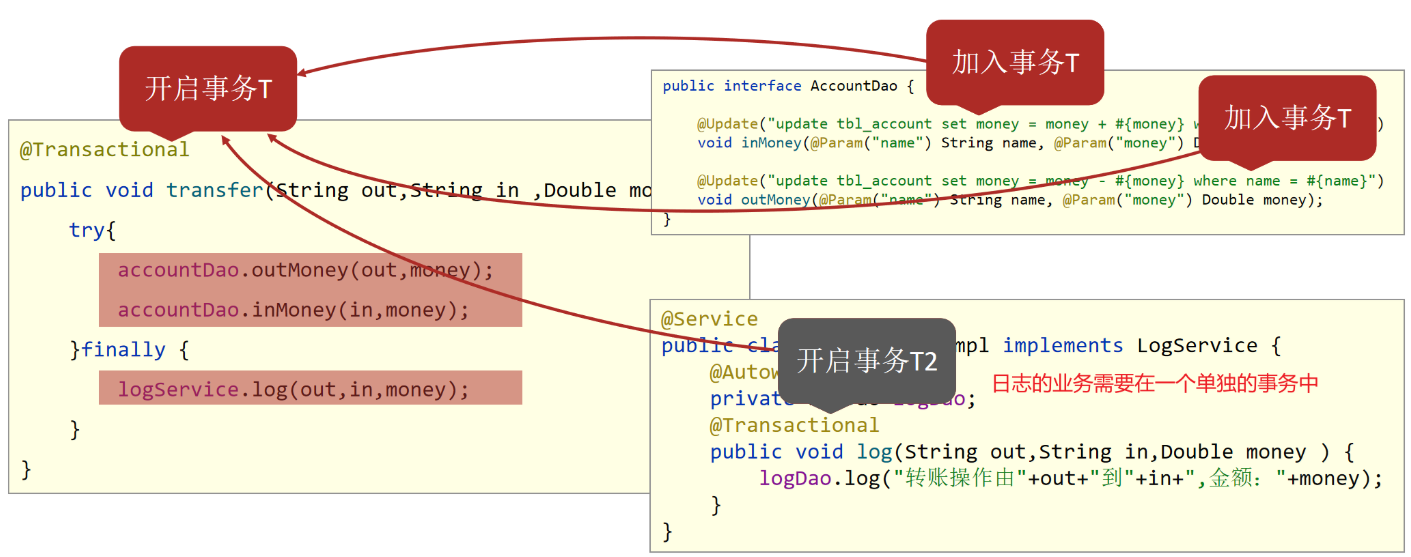 开启事务T
@Transactional
public void transfer(String out,String in ,Double mo
try{
accountDao.outMoney(out,money);
accountDao.inMoney(in,money);
}finally {
logService.log(out,in,money);
}
}
加入事务T
加入事务T
public interface AccountDao {
@Update("update tbl_account set money = money + #{money} w
void inMoney(@Param("name") String name, @Param("money") D
@Update("update tbl_account set money = money - #{money} where name = #{name}")
void outMoney(@Param("name") String name, @Param("money") Double money);
}
@Service
public cla mpl implements LogService {
开启事务T2
@Autow
日志的业务需要在一个单独的事务中
private logDao;
@Transactional
public void log(String out,String in,Double money ) {
logDao.log("转账操作由"+out+"到"+in+",金额："+money);
}
}